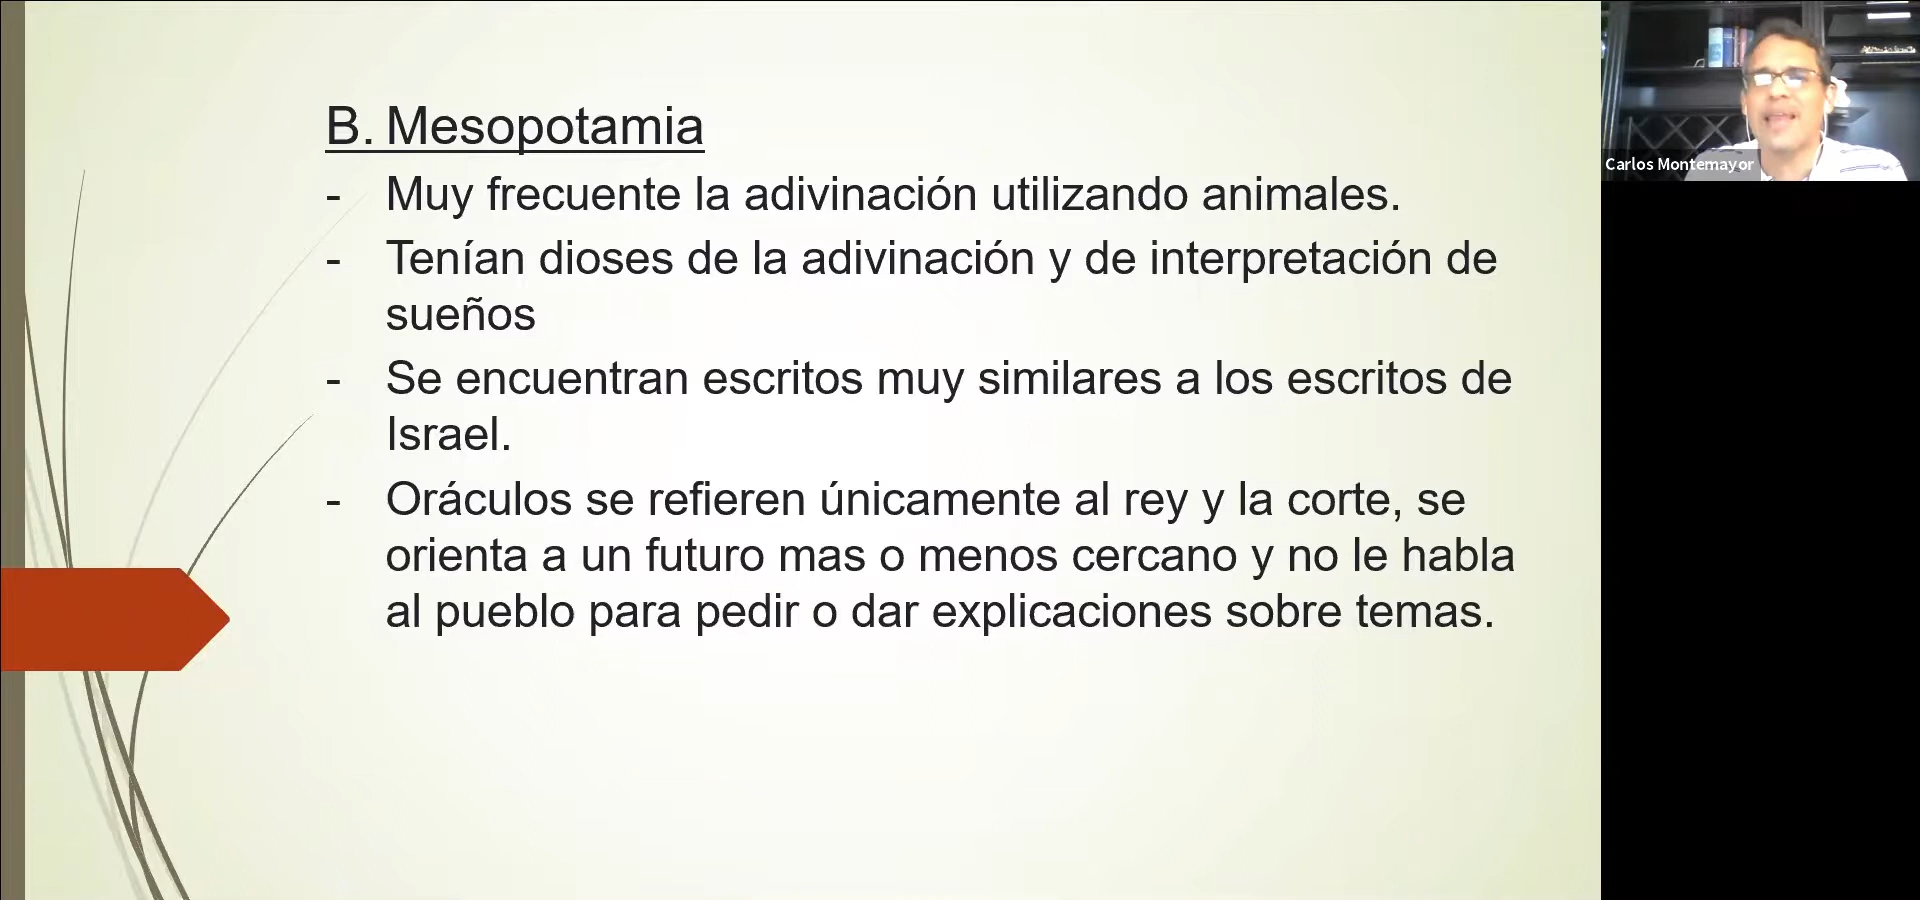 B. Mesopotamia
- Muy frecuente la adivinación utilizando animales.
- Tenían dioses de la adivinación y de interpretación de
sueños
- Se encuentran escritos muy similares a los escritos de
Israel.
- Oráculos se refieren únicamente al rey y la corte, se
orienta a un futuro mas o menos cercano y no le habla
al pueblo para pedir o dar explicaciones sobre temas.
Carlos Montemayor